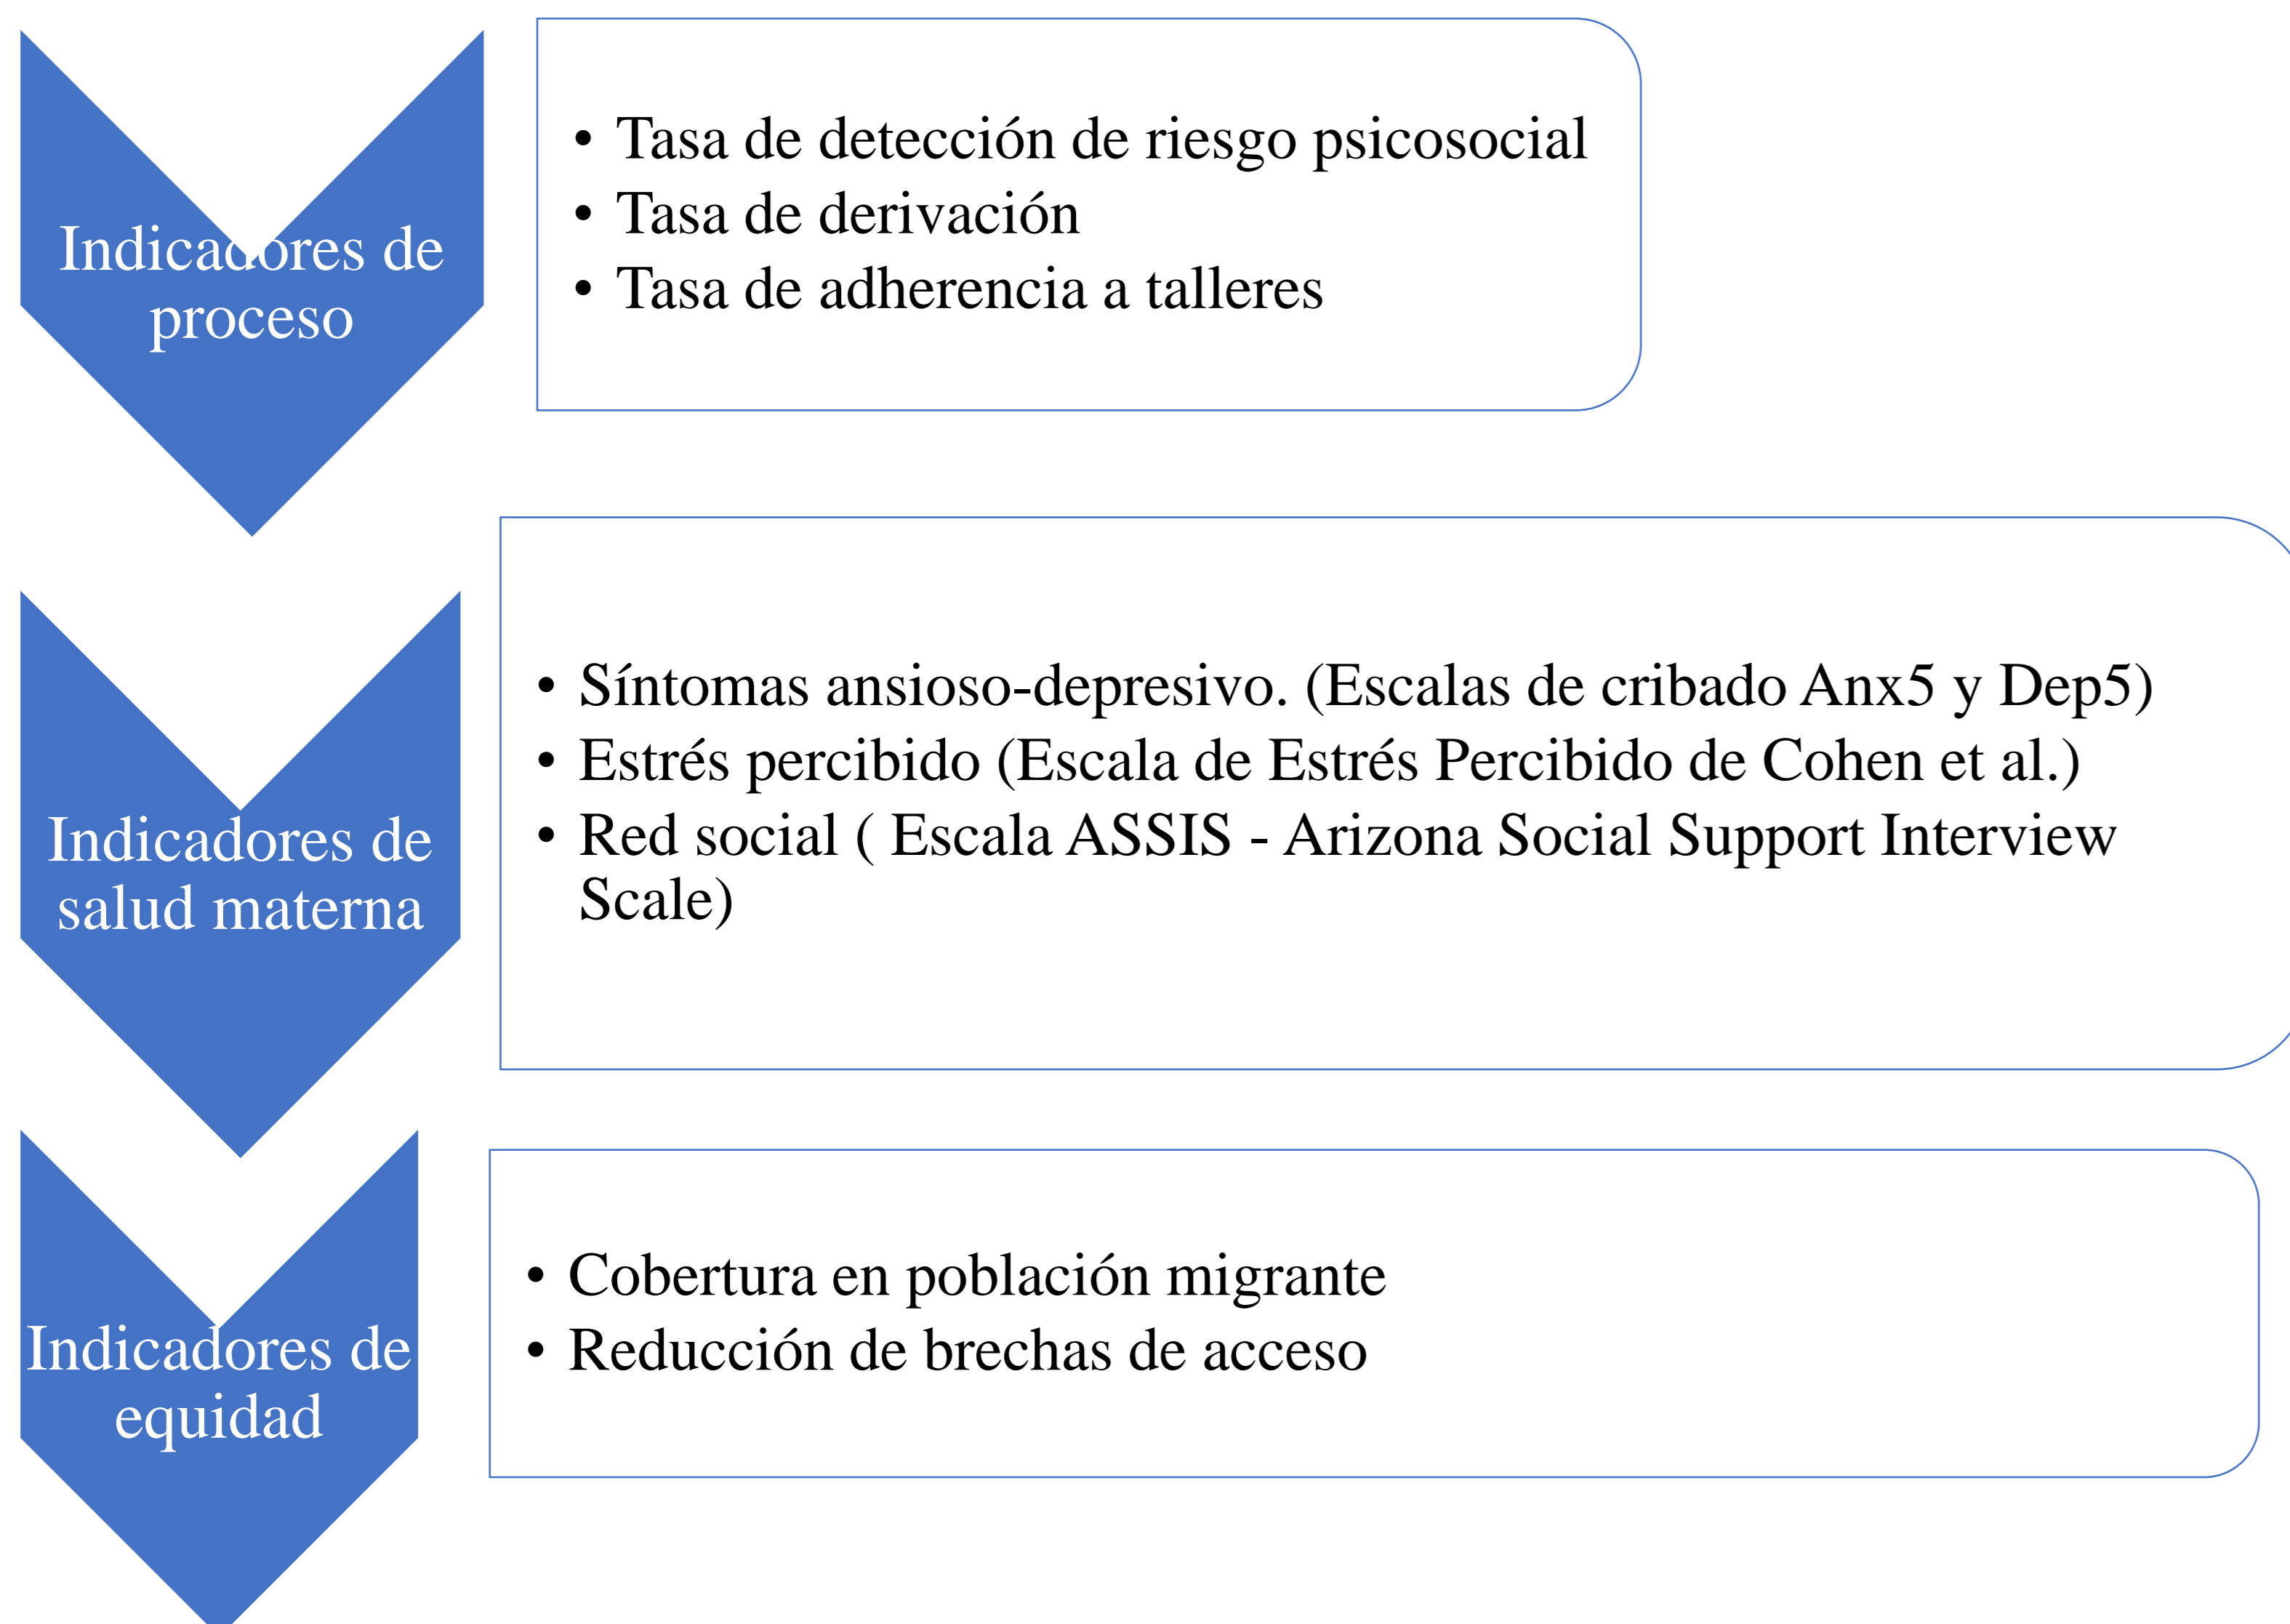 Indicadores de
proceso
• Tasa de detección de riesgo psicosocial
• Tasa de derivación
• Tasa de adherencia a talleres
Indicadores de
salud materna
• Síntomas ansioso-depresivo. (Escalas de cribado Anx5 y Dep5)
• Estrés percibido (Escala de Estrés Percibido de Cohen et al.)
• Red social ( Escala ASSIS - Arizona Social Support Interview
Scale)
Indicadores de
equidad
• Cobertura en población migrante
• Reducción de brechas de acceso